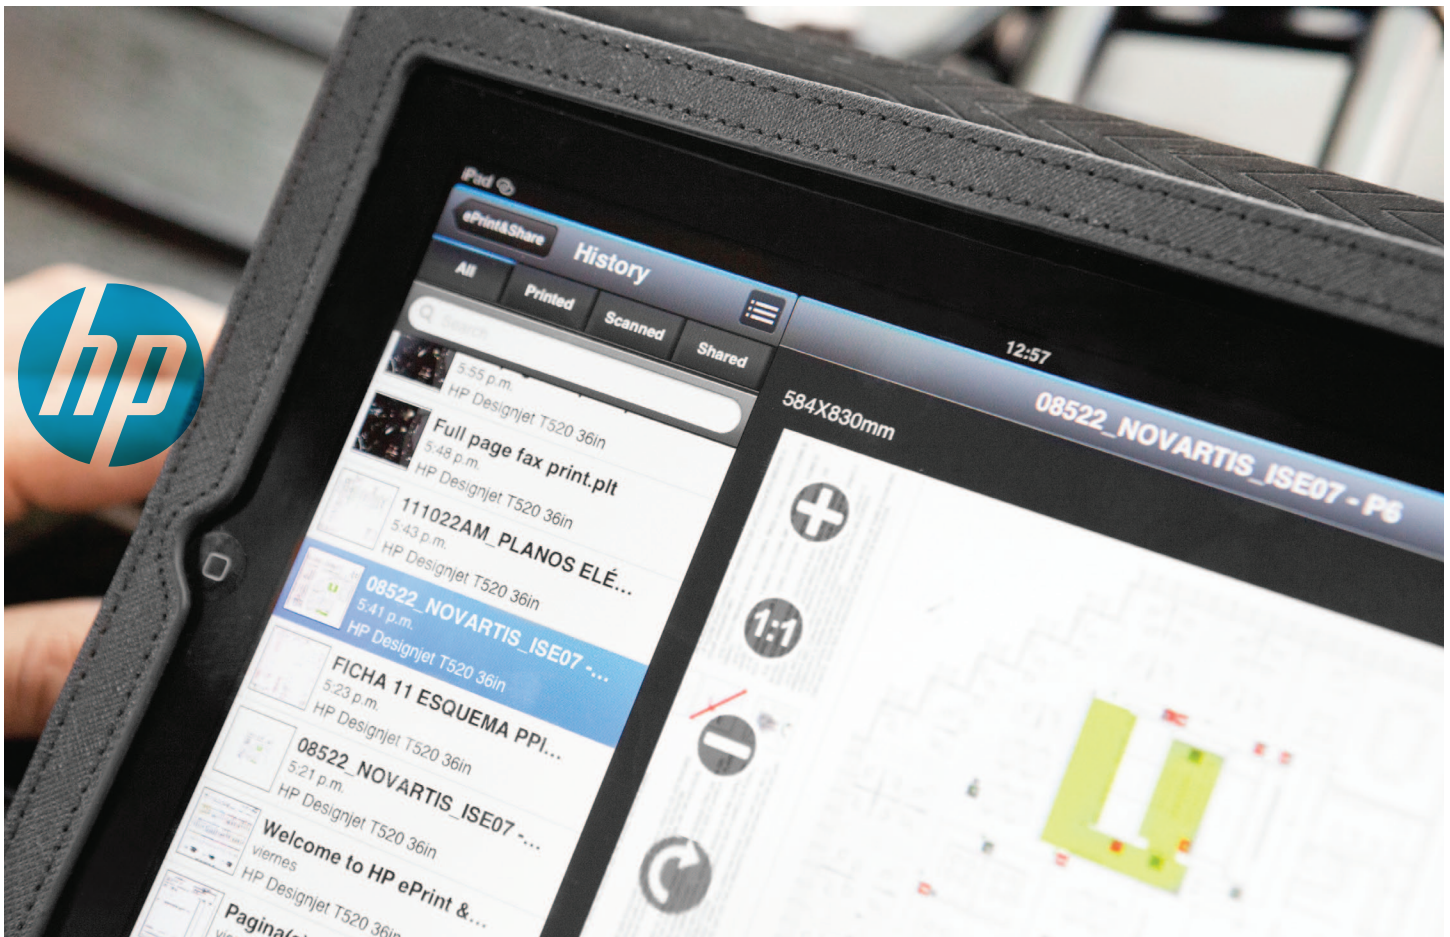 hp
iPad
ePrint&Share
History
All
Printed
Scanned
Shared
Search
5:55 p.m.
HP Designjet T520 36in
Full page fax print.plt
5:48 p.m.
HP Designjet T520 36in
111022AM_PLANOS ELÉ...
5:43 p.m.
HP Designjet T520 36in
08522_NOVARTIS_ISE07 -...
5:41 p.m.
HP Designjet T520 36in
FICHA 11 ESQUEMA PPI...
5:23 p.m.
HP Designjet T520 36in
08522_NOVARTIS_ISE07 -...
5:21 p.m.
HP Designjet T520 36in
Welcome to HP ePrint &...
viernes
HP Designjet T520 36in
12:57
08522_NOVARTIS_ISE07 - P6
584X830mm
1:1